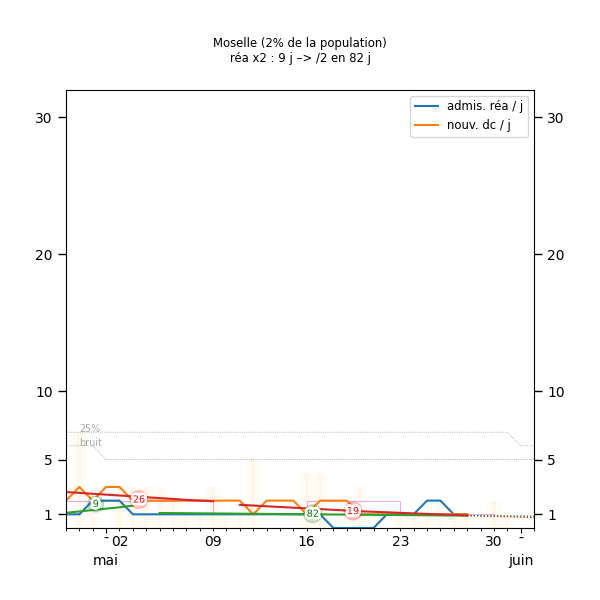 Moselle (2% de la population)
réa x2 : 9 j –> /2 en 82 j
admis. réa / j
nouv. dc / j
30 30
20 20
10 10
25%
bruit
5 5
9 26 82 19
1 1
- 02 09 16 23 30 -
mai juin